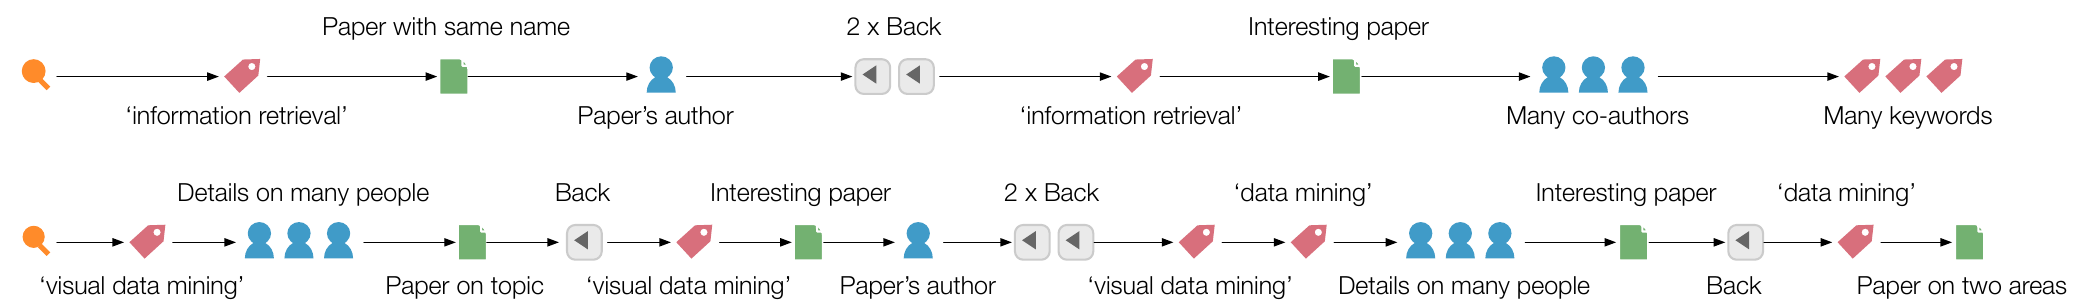 Paper with same name
2 x Back
Interesting paper
‘information retrieval’
Paper’s author
‘information retrieval’
Many co-authors
Many keywords
Details on many people
Back
Interesting paper
2 x Back
‘data mining’
Interesting paper
‘data mining’
‘visual data mining’
Paper on topic
‘visual data mining’
Paper’s author
‘visual data mining’
Details on many people
Back
Paper on two areas